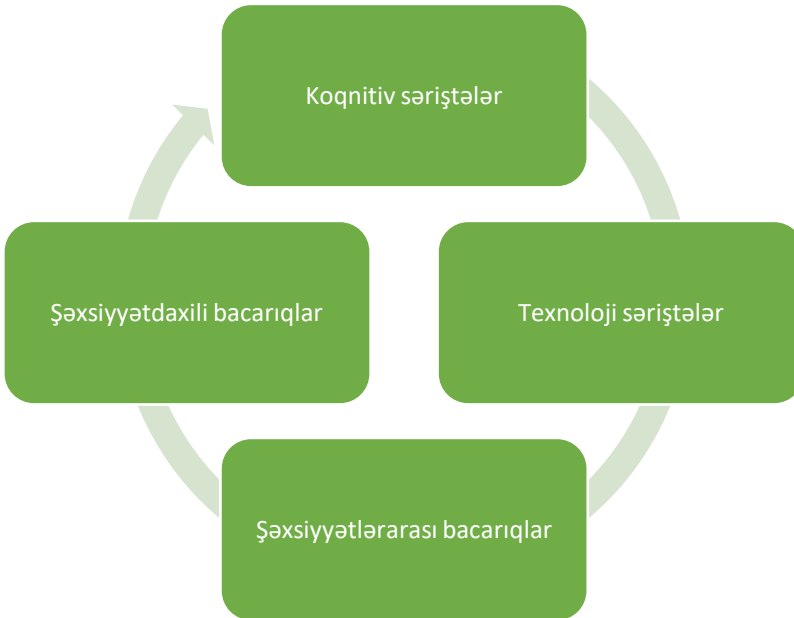 Koqnitiv səriştələr
Şəxsiyyətdaxili bacarıqlar
Texnoloji səriştələr
Şəxsiyyətlərarası bacarıqlar